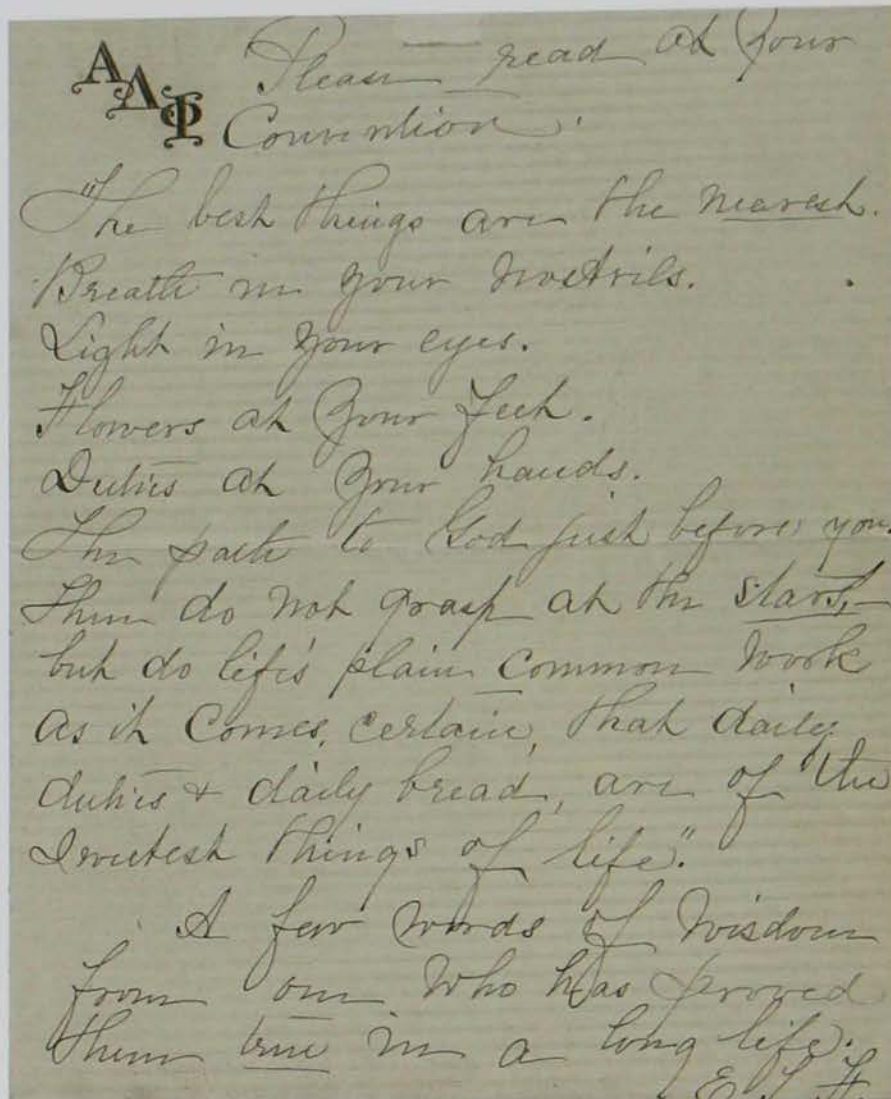 ΑΔΦ
Please read at your
Convention.
"The best things are the nearest.
Breath in your nostrils.
Light in your eyes.
Flowers at your feet.
Duties at your hands.
The path to God just before you.
Then do not grasp at the stars,
but do life's plain common work
as it comes, certain, that daily
duties & daily bread, are of the
sweetest things of life".
A few words of wisdom
from one who has proved
them true in a long life.